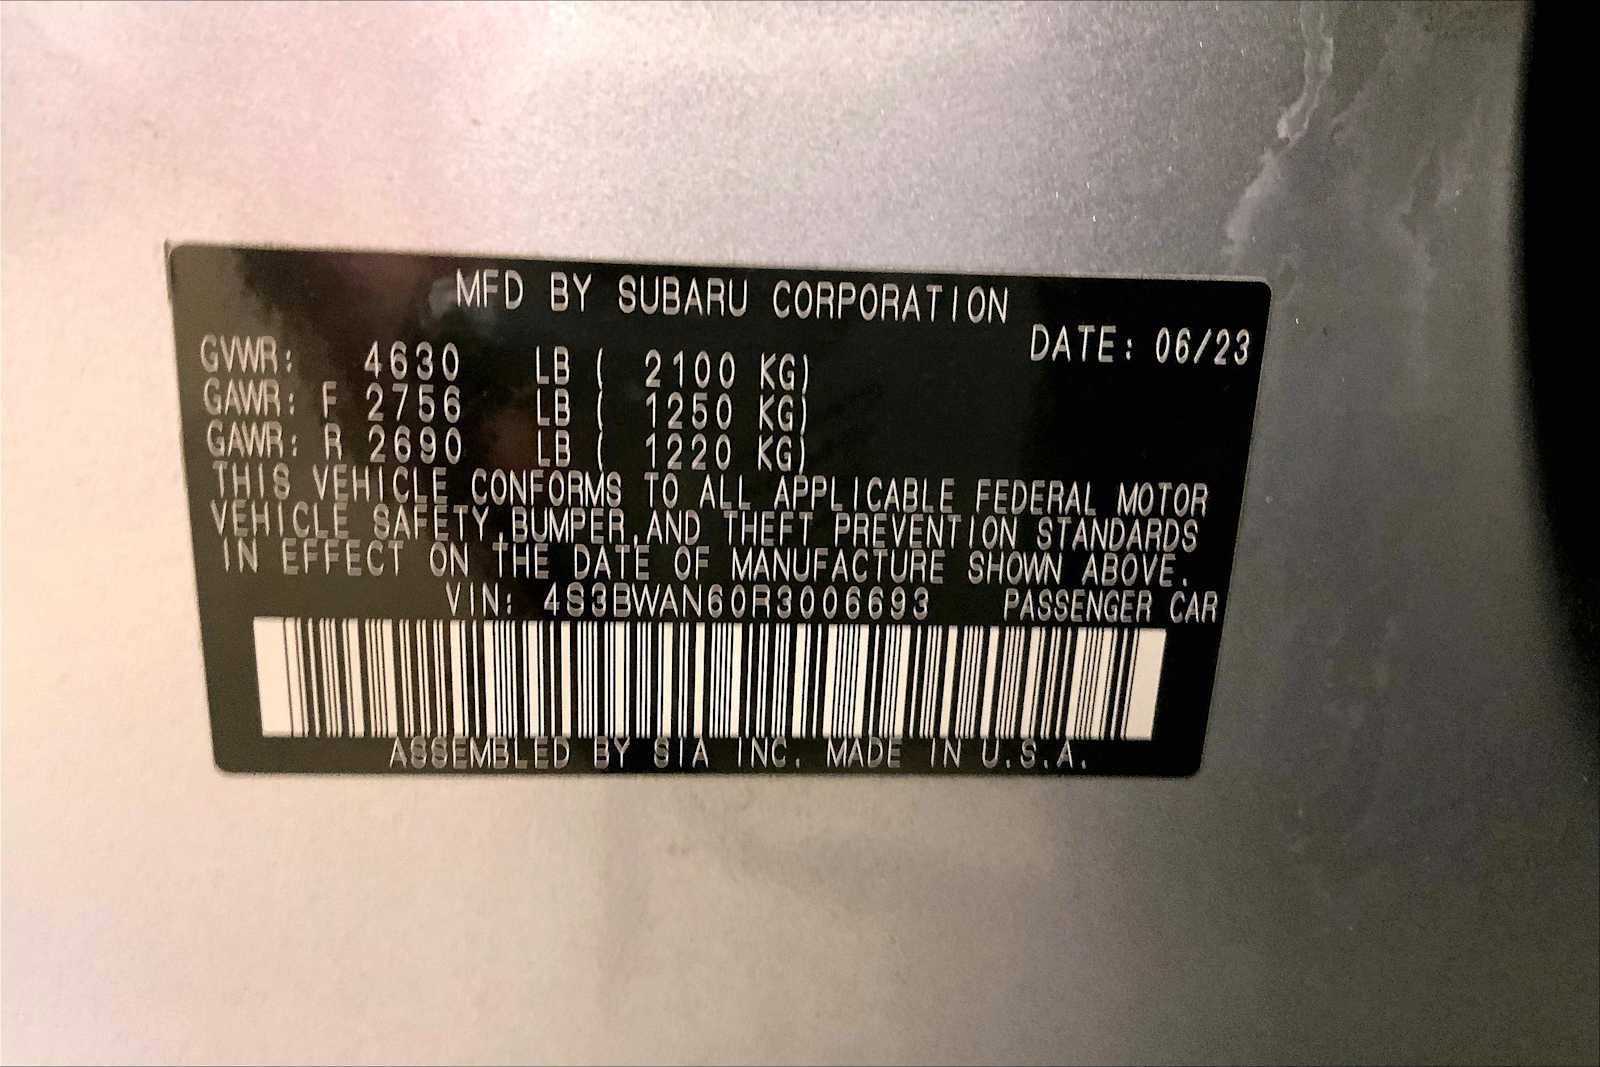 MFD BY SUBARU CORPORATION
DATE: 06/23
GVWR: 4630 LB ( 2100 KG)
GAWR: F 2756 LB ( 1250 KG)
GAWR: R 2690 LB ( 1220 KG)
THIS VEHICLE CONFORMS TO ALL APPLICABLE FEDERAL MOTOR
VEHICLE SAFETY,BUMPER,AND THEFT PREVENTION STANDARDS
IN EFFECT ON THE DATE OF MANUFACTURE SHOWN ABOVE.
VIN: 4S3BWAN60R3006693 PASSENGER CAR
ASSEMBLED BY SIA INC. MADE IN U.S.A.